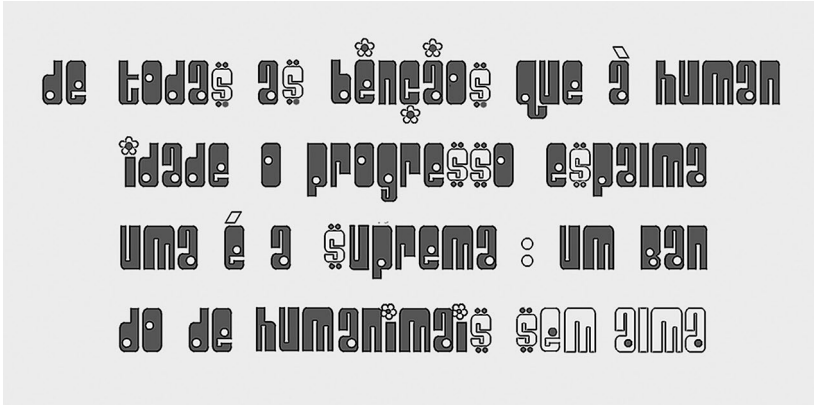 de todas as bênçãos que à human
idade o progresso espalma
uma é a suprema : um Ban
do de humanimais sem alma